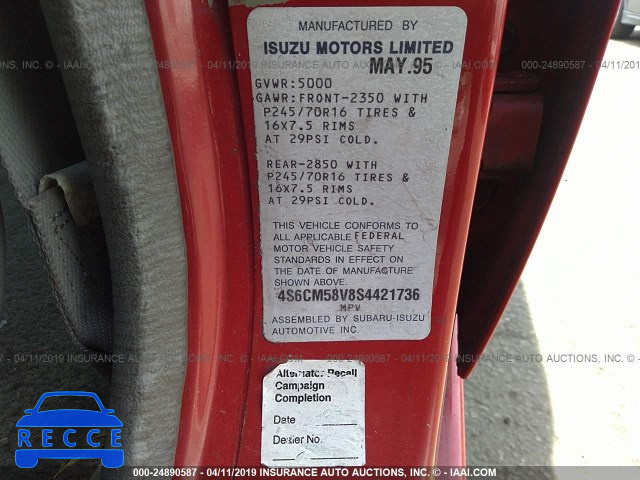 MANUFACTURED BY
ISUZU MOTORS LIMITED
MAY.95
GVWR:5000
GAWR:FRONT-2350 WITH
P245/70R16 TIRES &
16X7.5 RIMS
AT 29PSI COLD.
REAR-2850 WITH
P245/70R16 TIRES &
16X7.5 RIMS
AT 29PSI COLD.
THIS VEHICLE CONFORMS TO
ALL APPLICABLE FEDERAL
MOTOR VEHICLE SAFETY
STANDARDS IN EFFECT ON
THE DATE OF MANUFACTURE
SHOWN ABOVE.
4S6CM58V8S4421736
MPV
ASSEMBLED BY SUBARU-ISUZU
AUTOMOTIVE INC.
Alternator Recall
Campaign
Completion
Date
Dealer No.
RECCE
000-24890587 - 04/11/2019 INSURANCE AUTO AUCTIONS, INC. - IAAI.COM